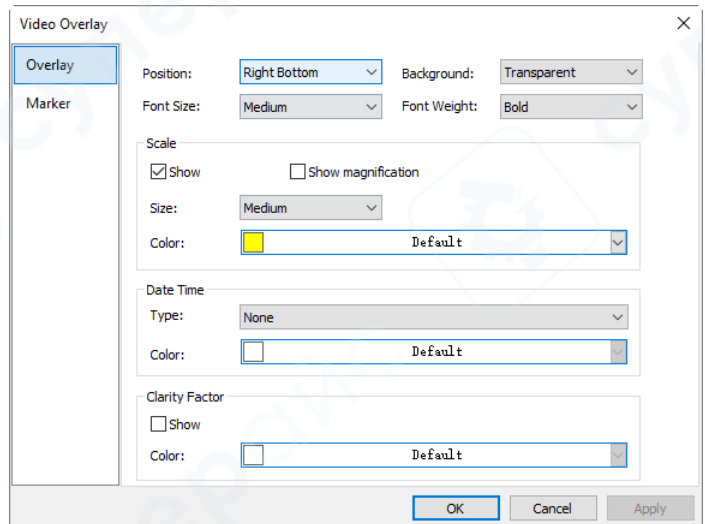 Video Overlay
Overlay
Marker
Position: Right Bottom Background: Transparent
Font Size: Medium Font Weight: Bold
Scale
Show Show magnification
Size: Medium
Color: Default
Date Time
Type: None
Color: Default
Clarity Factor
Show
Color: Default
OK Cancel Apply